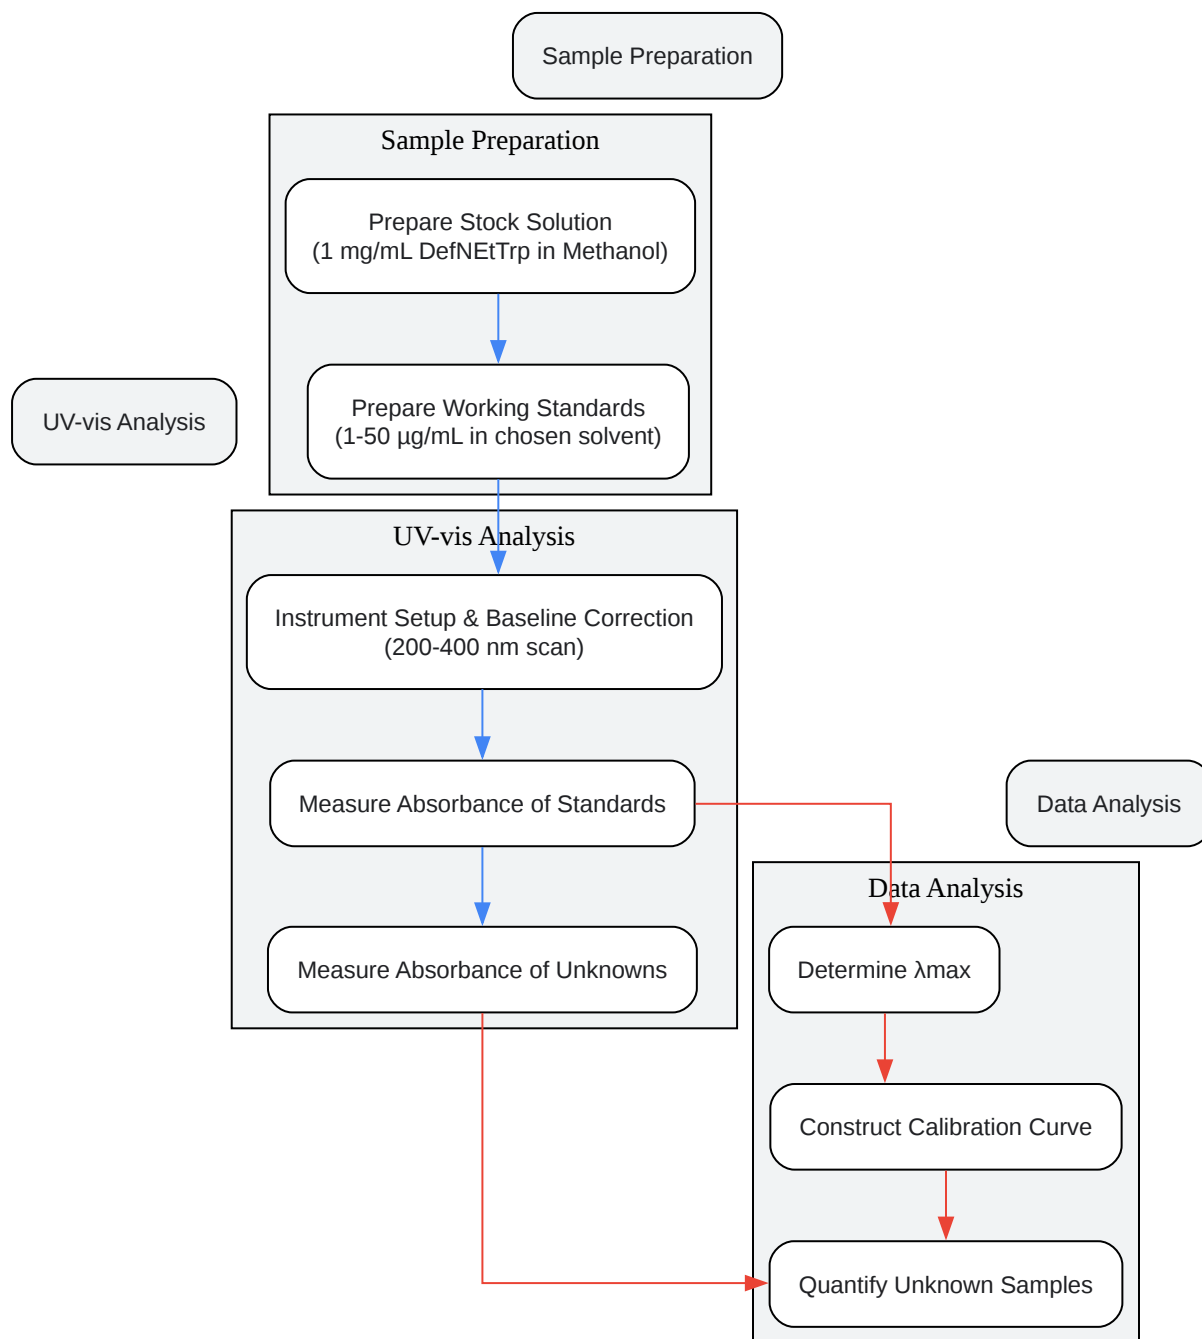 Sample Preparation
Sample Preparation
Prepare Stock Solution
(1 mg/mL DefNEtTrp in Methanol)
UV-vis Analysis
Prepare Working Standards
(1-50 µg/mL in chosen solvent)
UV-vis Analysis
Instrument Setup & Baseline Correction
(200-400 nm scan)
Measure Absorbance of Standards
Data Analysis
Data Analysis
Measure Absorbance of Unknowns
Determine λmax
Construct Calibration Curve
Quantify Unknown Samples